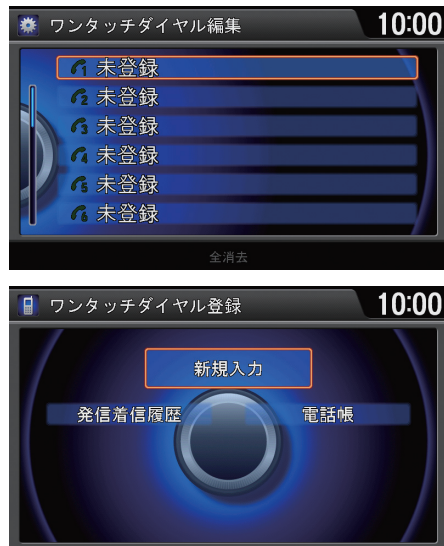 ワンタッチダイヤル編集 10:00
1 未登録
2 未登録
3 未登録
4 未登録
5 未登録
6 未登録
全消去
ワンタッチダイヤル登録 10:00
新規入力
発信着信履歴 電話帳